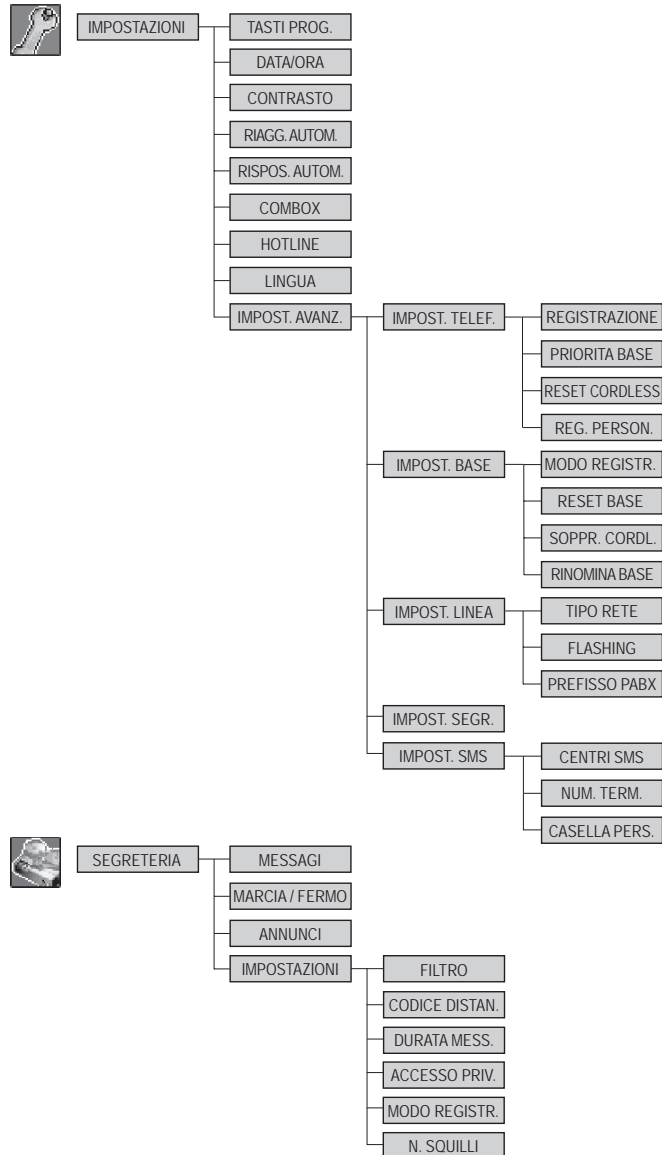 IMPOSTAZIONI
TASTI PROG.
DATA/ORA
CONTRASTO
RIAGG. AUTOM.
RISPOS. AUTOM.
COMBOX
HOTLINE
LINGUA
IMPOST. AVANZ.
IMPOST. TELEF.
REGISTRAZIONE
PRIORITA BASE
RESET CORDLESS
REG. PERSON.
IMPOST. BASE
MODO REGISTR.
RESET BASE
SOPPR. CORDL.
RINOMINA BASE
IMPOST. LINEA
TIPO RETE
FLASHING
PREFISSO PABX
IMPOST. SEGR.
IMPOST. SMS
CENTRI SMS
NUM. TERM.
CASELLA PERS.
SEGRETERIA
MESSAGI
MARCIA / FERMO
ANNUNCI
IMPOSTAZIONI
FILTRO
CODICE DISTAN.
DURATA MESS.
ACCESSO PRIV.
MODO REGISTR.
N. SQUILLI